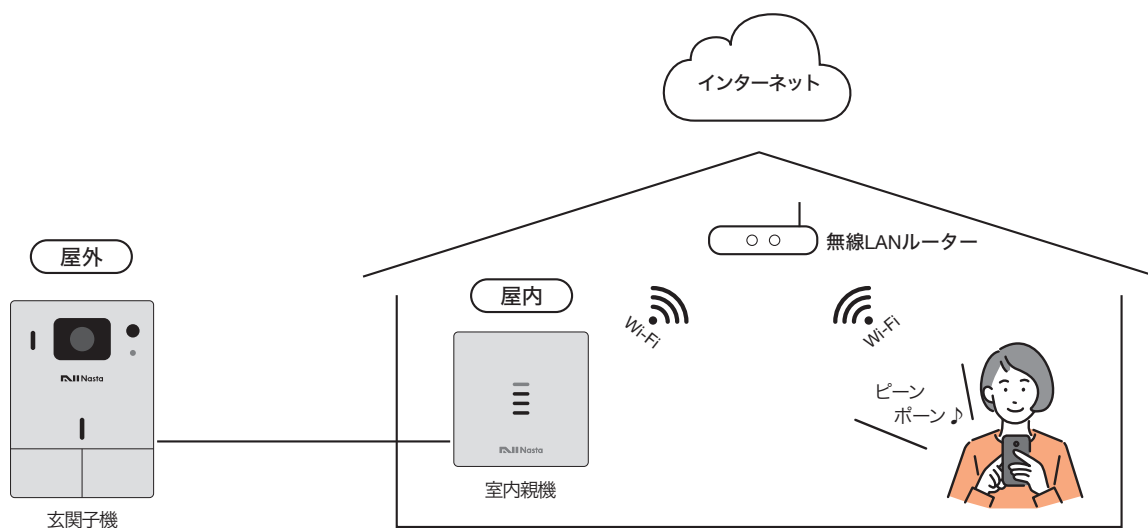 インターネット
無線LANルーター
屋外
屋内
Wi-Fi
Wi-Fi
Nasta
ピーン
ポーン♪
Nasta
室内親機
玄関子機